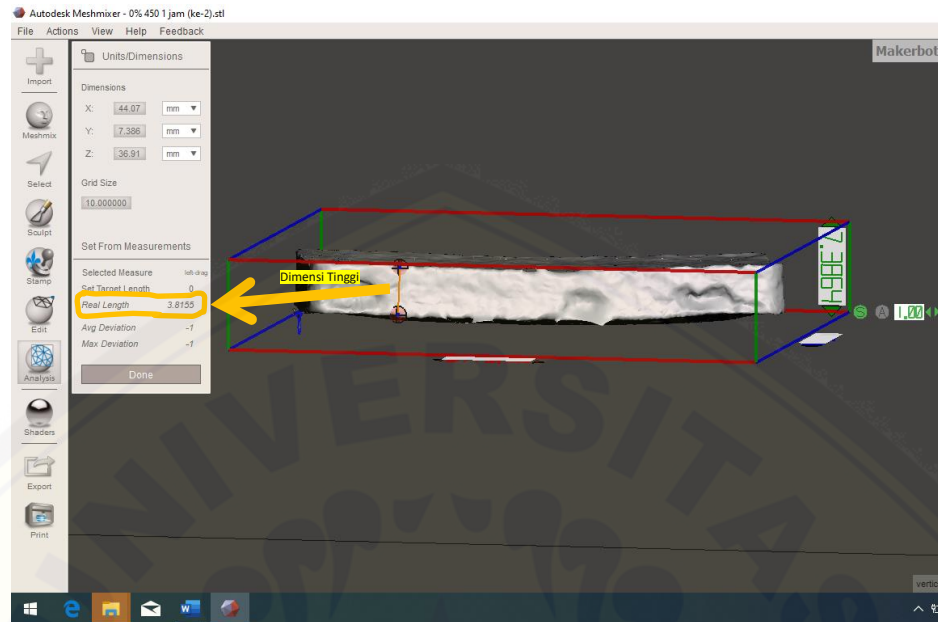 Autodesk Meshmixer - 0% 450 1 jam (ke-2).stl
File Actions View Help Feedback
Import
Meshmix
Select
Sculpt
Stamp
Edit
Analysis
Shaders
Export
Print
Units/Dimensions
Dimensions
X: 44.07 mm
Y: 7.386 mm
Z: 36.91 mm
Grid Size
10.000000
Set From Measurements
Selected Measure left-drag
Set Target Length 0
Real Length 3.8155
Avg Deviation -1
Max Deviation -1
Done
Dimensi Tinggi
Makerbot
S A 1.00
UNIVERSITA